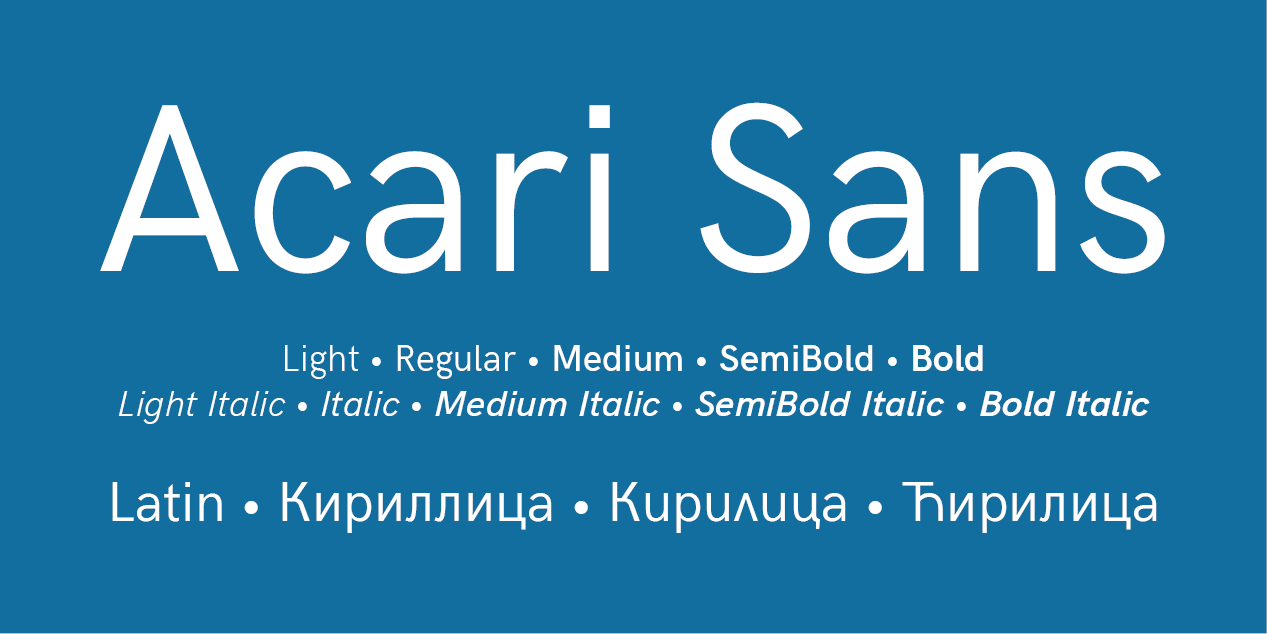 Acari Sans
Light • Regular • Medium • SemiBold • Bold
Light Italic • Italic • Medium Italic • SemiBold Italic • Bold Italic
Latin • Кириллица • Кирилица • Ћирилица